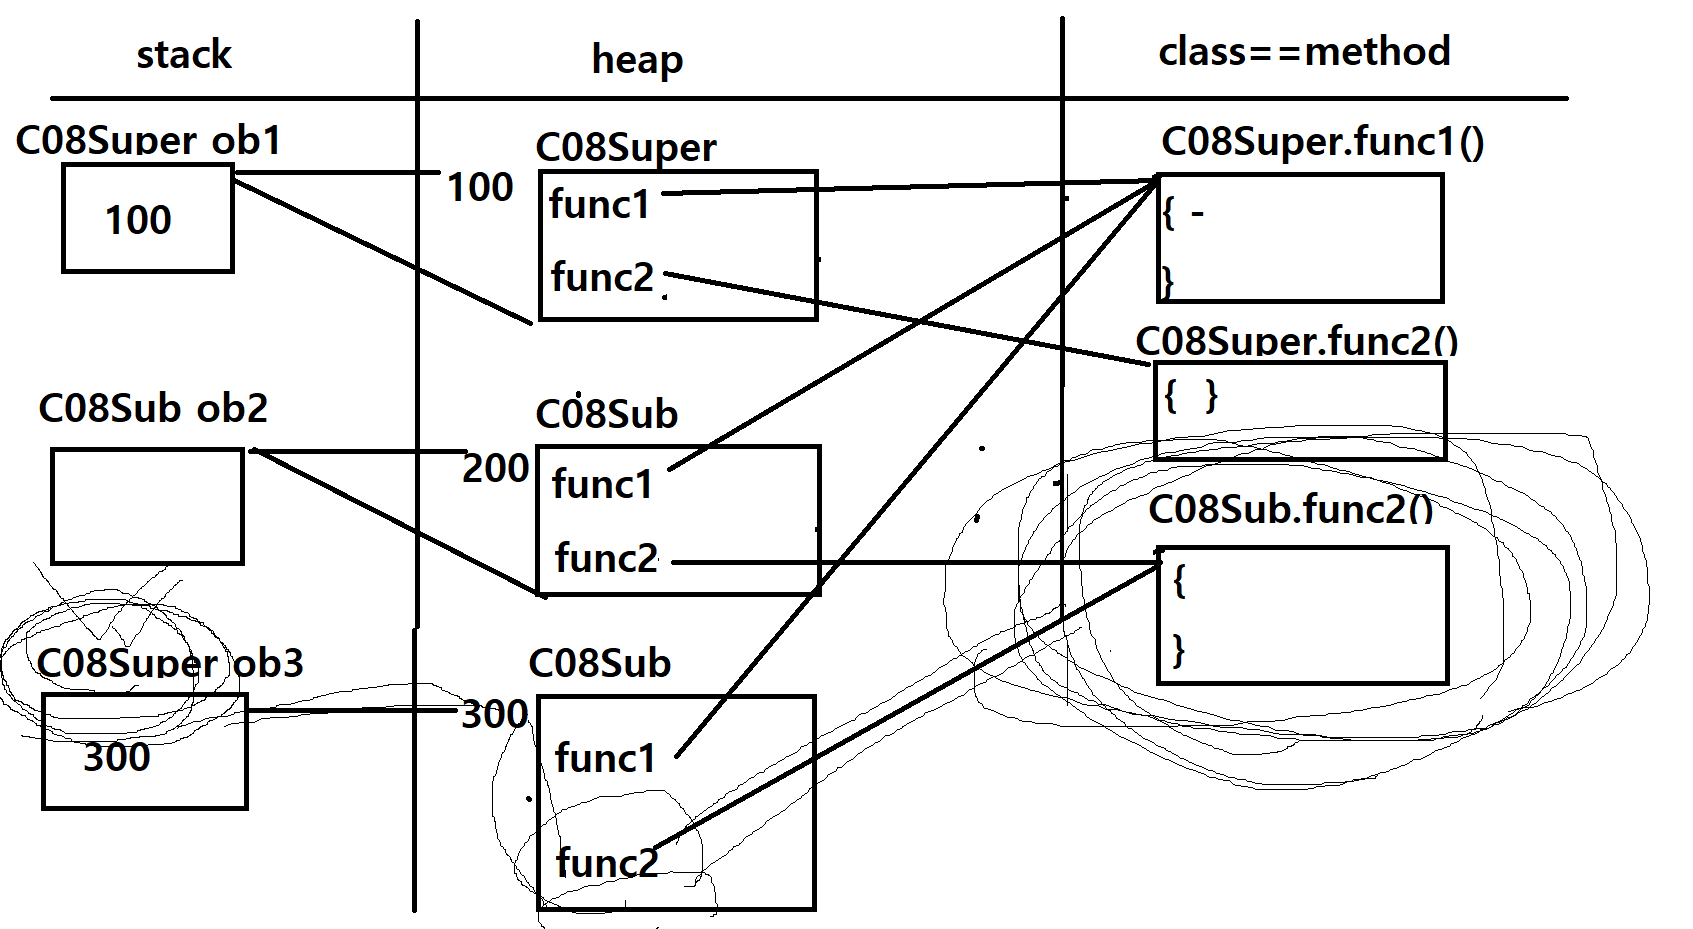 stack
heap
class==method
C08Super ob1
100
100
C08Super
func1
func2
C08Super.func1()
{ -
}
C08Super.func2()
{ }
C08Sub ob2
200
C08Sub
func1
func2
C08Sub.func2()
{
}
C08Super ob3
300
300
C08Sub
func1
func2